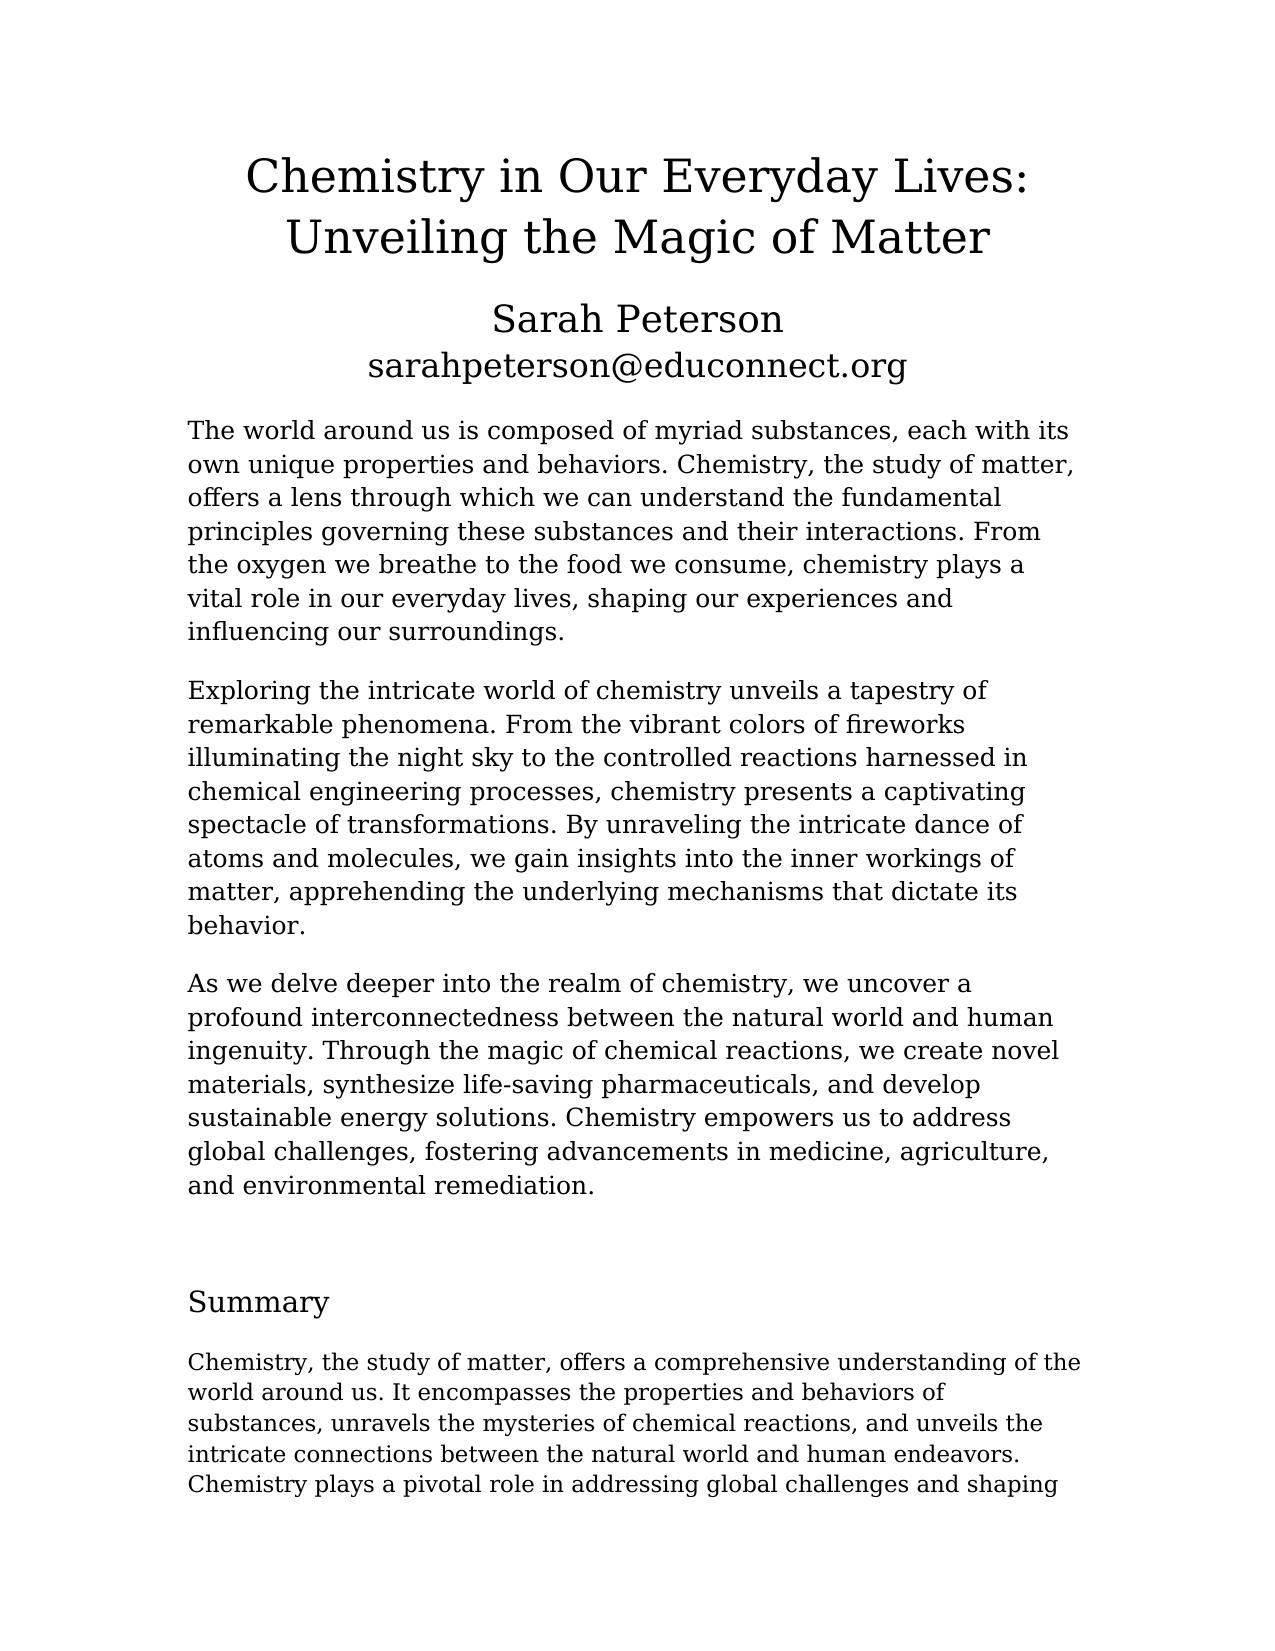 Chemistry in Our Everyday Lives:
Unveiling the Magic of Matter
Sarah Peterson
sarahpeterson@educonnect.org
The world around us is composed of myriad substances, each with its
own unique properties and behaviors. Chemistry, the study of matter,
offers a lens through which we can understand the fundamental
principles governing these substances and their interactions. From
the oxygen we breathe to the food we consume, chemistry plays a
vital role in our everyday lives, shaping our experiences and
influencing our surroundings.
Exploring the intricate world of chemistry unveils a tapestry of
remarkable phenomena. From the vibrant colors of fireworks
illuminating the night sky to the controlled reactions harnessed in
chemical engineering processes, chemistry presents a captivating
spectacle of transformations. By unraveling the intricate dance of
atoms and molecules, we gain insights into the inner workings of
matter, apprehending the underlying mechanisms that dictate its
behavior.
As we delve deeper into the realm of chemistry, we uncover a
profound interconnectedness between the natural world and human
ingenuity. Through the magic of chemical reactions, we create novel
materials, synthesize life-saving pharmaceuticals, and develop
sustainable energy solutions. Chemistry empowers us to address
global challenges, fostering advancements in medicine, agriculture,
and environmental remediation.
Summary
Chemistry, the study of matter, offers a comprehensive understanding of the
world around us. It encompasses the properties and behaviors of
substances, unravels the mysteries of chemical reactions, and unveils the
intricate connections between the natural world and human endeavors.
Chemistry plays a pivotal role in addressing global challenges and shaping